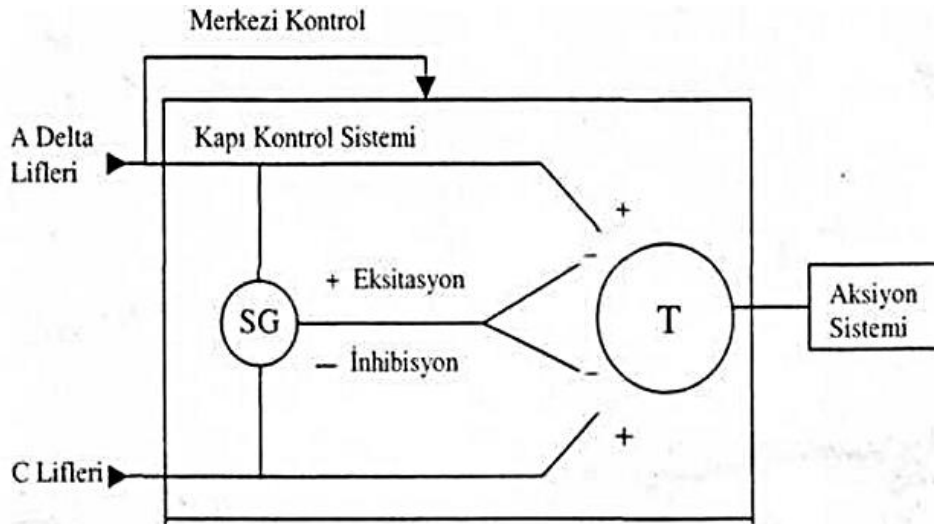 Merkezi Kontrol
A Delta
Lifleri
Kapı Kontrol Sistemi
+
-
+ Eksitasyon
SG
T
Aksiyon
Sistemi
— İnhibisyon
-
+
C Lifleri